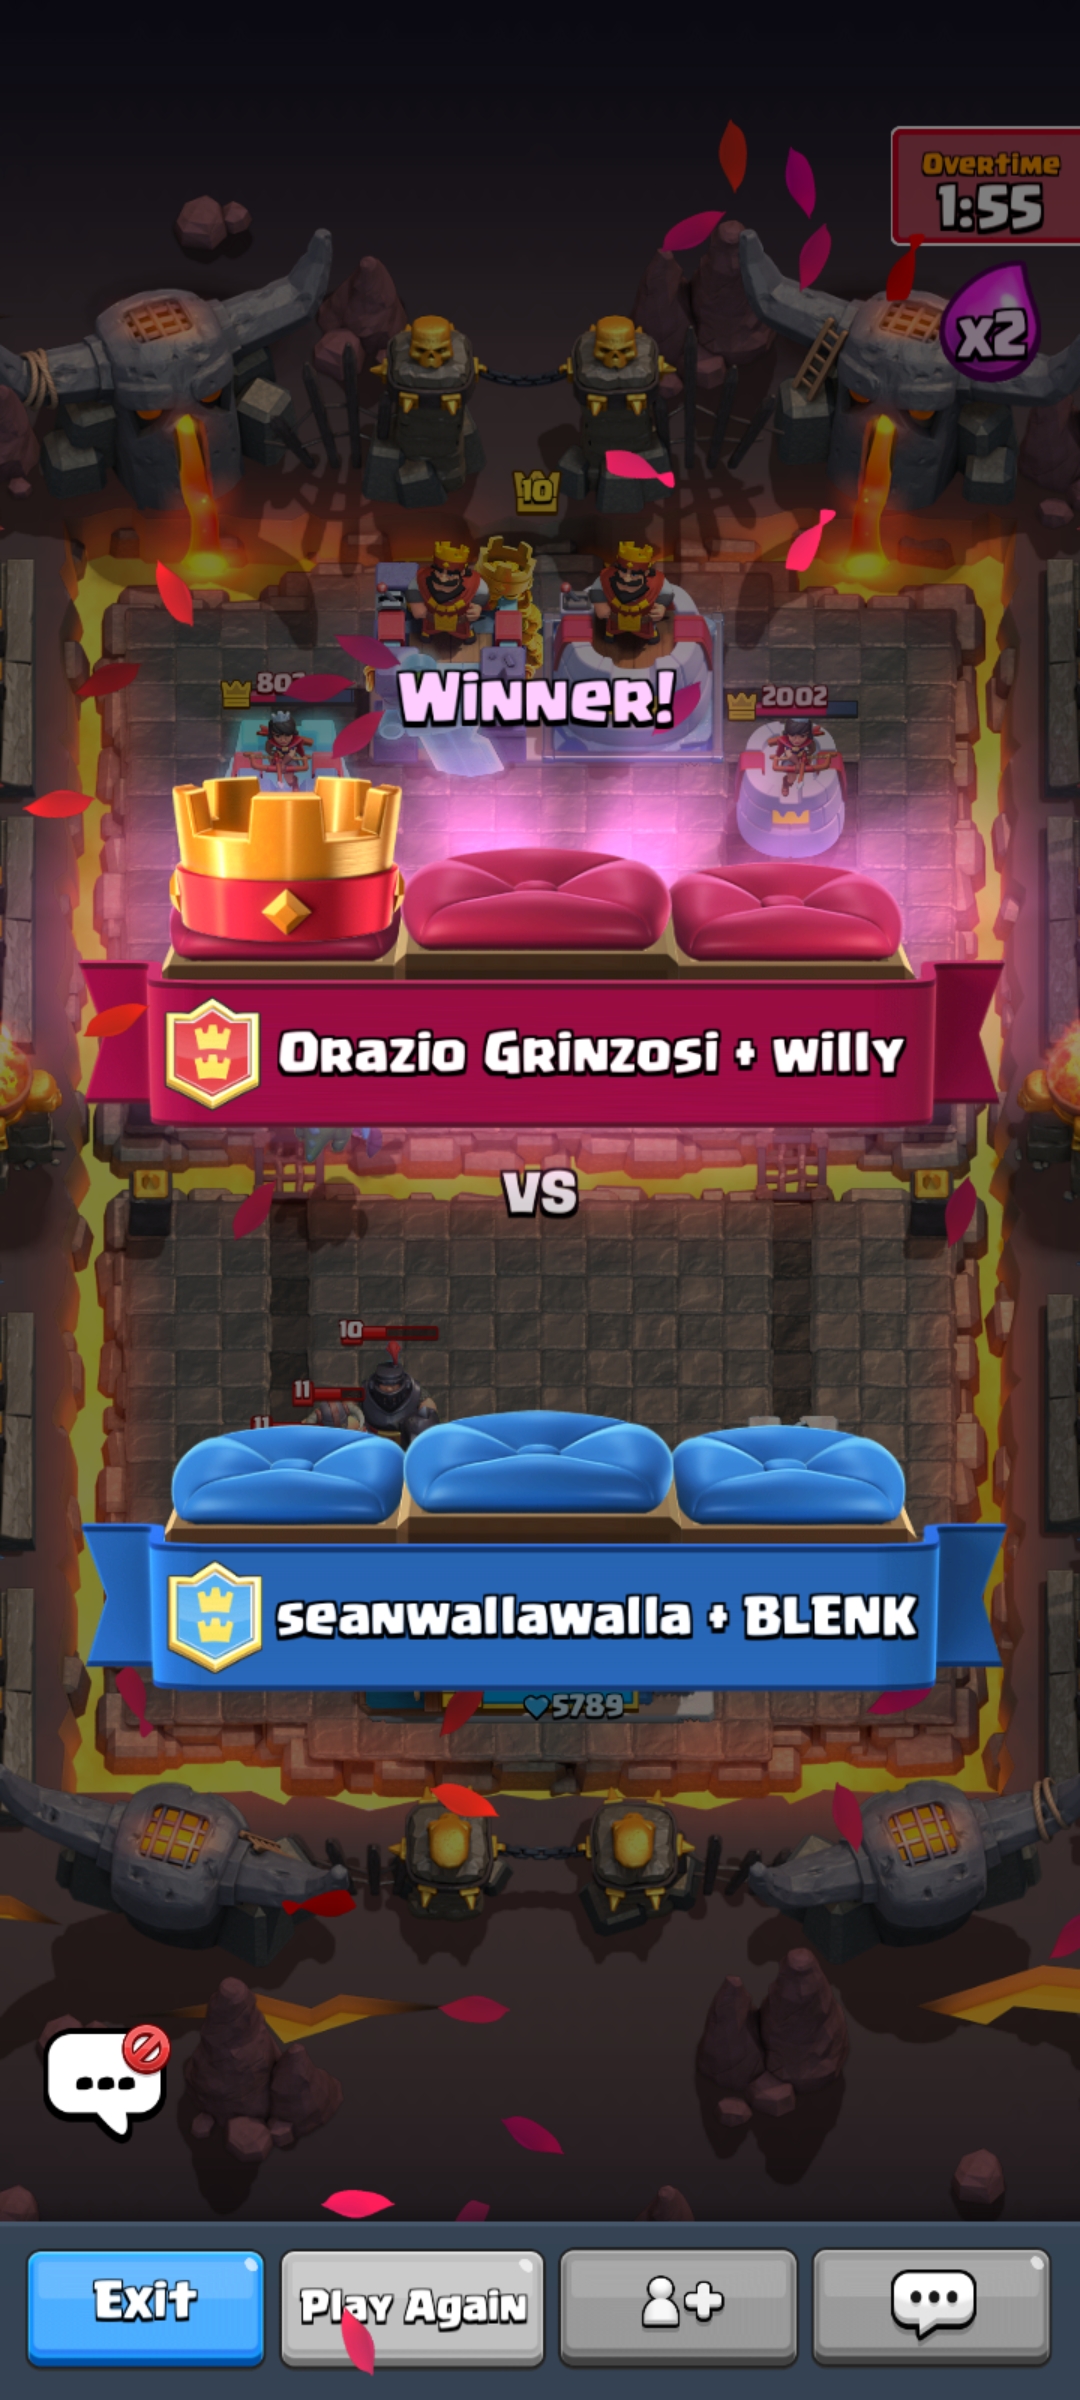 Overtime
1:55
x2
10
2002
Winner!
Orazio Grinzosi + willy
VS
10
11
11
seanwallawalla + BLENK
5789
Exit
Play Again